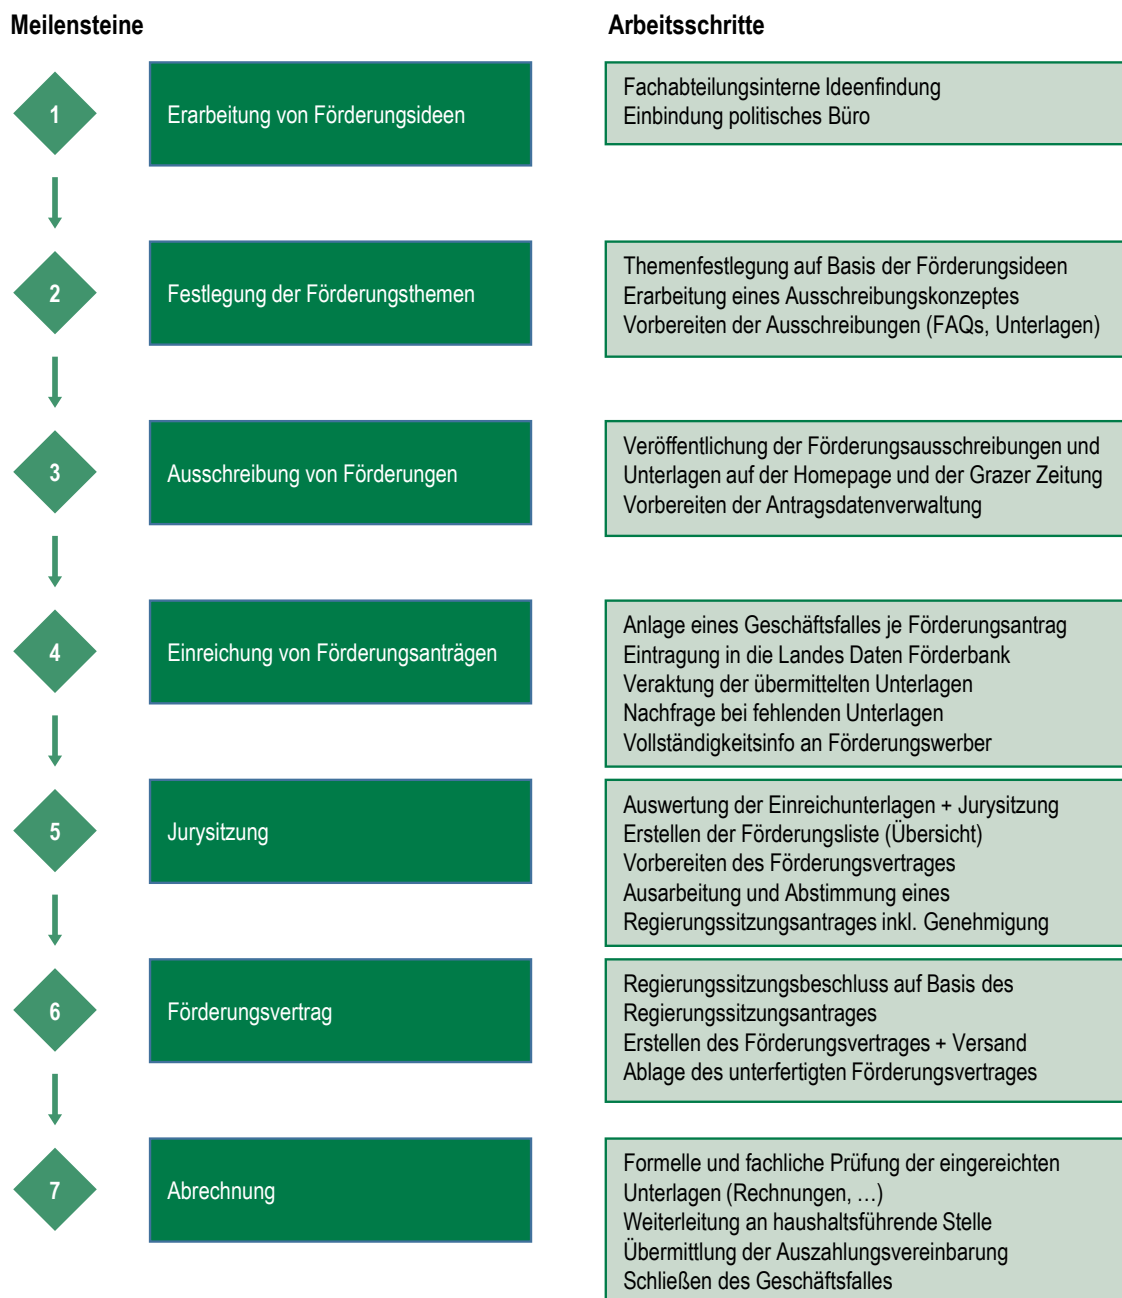 Meilensteine
Arbeitsschritte
1
Erarbeitung von Förderungsideen
Fachabteilungsinterne Ideenfindung
Einbindung politisches Büro
2
Festlegung der Förderungsthemen
Themenfestlegung auf Basis der Förderungsideen
Erarbeitung eines Ausschreibungskonzeptes
Vorbereiten der Ausschreibungen (FAQs, Unterlagen)
3
Ausschreibung von Förderungen
Veröffentlichung der Förderungsausschreibungen und
Unterlagen auf der Homepage und der Grazer Zeitung
Vorbereiten der Antragsdatenverwaltung
4
Einreichung von Förderungsanträgen
Anlage eines Geschäftsfalles je Förderungsantrag
Eintragung in die Landes Daten Förderbank
Veraktung der übermittelten Unterlagen
Nachfrage bei fehlenden Unterlagen
Vollständigkeitsinfo an Förderungswerber
5
Jurysitzung
Auswertung der Einreichunterlagen + Jurysitzung
Erstellen der Förderungsliste (Übersicht)
Vorbereiten des Förderungsvertrages
Ausarbeitung und Abstimmung eines
Regierungssitzungsantrages inkl. Genehmigung
6
Förderungsvertrag
Regierungssitzungsbeschluss auf Basis des
Regierungssitzungsantrages
Erstellen des Förderungsvertrages + Versand
Ablage des unterfertigten Förderungsvertrages
7
Abrechnung
Formelle und fachliche Prüfung der eingereichten
Unterlagen (Rechnungen, …)
Weiterleitung an haushaltsführende Stelle
Übermittlung der Auszahlungsvereinbarung
Schließen des Geschäftsfalles